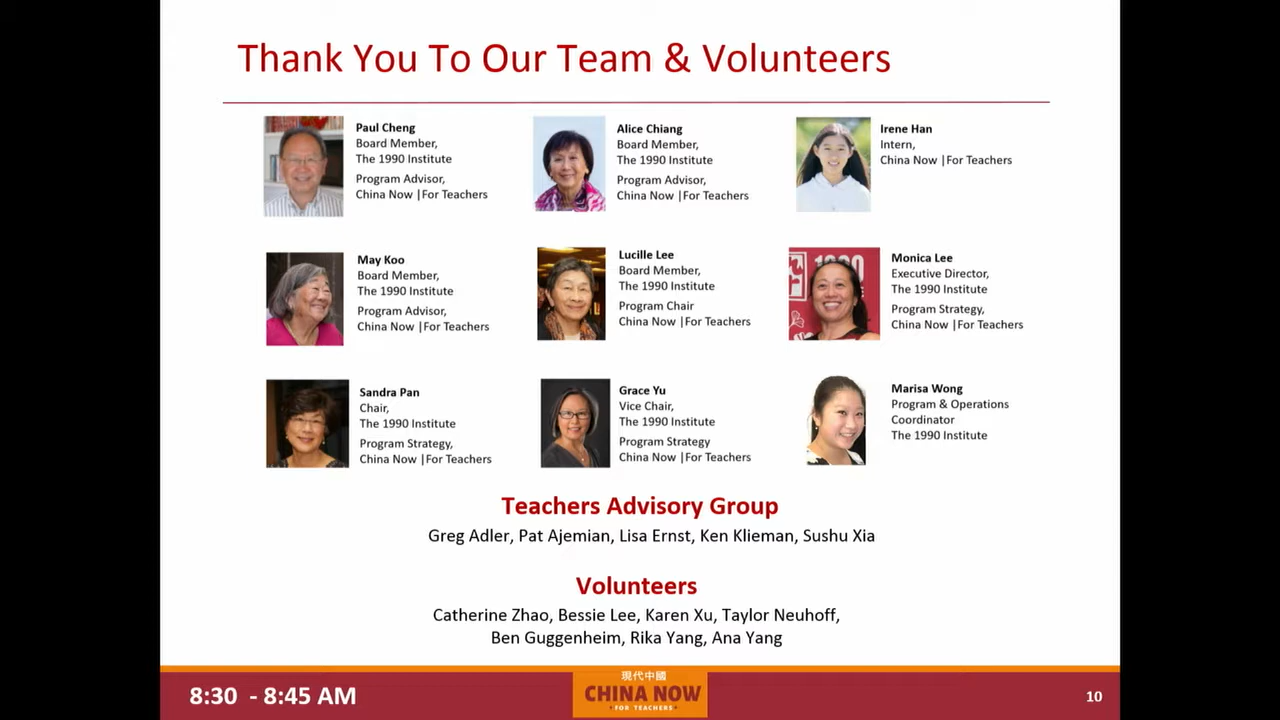 Thank You To Our Team & Volunteers
Paul Cheng
Board Member,
The 1990 Institute
Program Advisor,
China Now |For Teachers
Alice Chiang
Board Member,
The 1990 Institute
Program Advisor,
China Now |For Teachers
Irene Han
Intern,
China Now |For Teachers
May Koo
Board Member,
The 1990 Institute
Program Advisor,
China Now |For Teachers
Lucille Lee
Board Member,
The 1990 Institute
Program Chair
China Now |For Teachers
Monica Lee
Executive Director,
The 1990 Institute
Program Strategy,
China Now |For Teachers
Sandra Pan
Chair,
The 1990 Institute
Program Strategy,
China Now |For Teachers
Grace Yu
Vice Chair,
The 1990 Institute
Program Strategy
China Now |For Teachers
Marisa Wong
Program & Operations
Coordinator
The 1990 Institute
Teachers Advisory Group
Greg Adler, Pat Ajemian, Lisa Ernst, Ken Klieman, Sushu Xia
Volunteers
Catherine Zhao, Bessie Lee, Karen Xu, Taylor Neuhoff,
Ben Guggenheim, Rika Yang, Ana Yang
8:30 - 8:45 AM
現代中國
CHINA NOW
· FOR TEACHERS ·
10